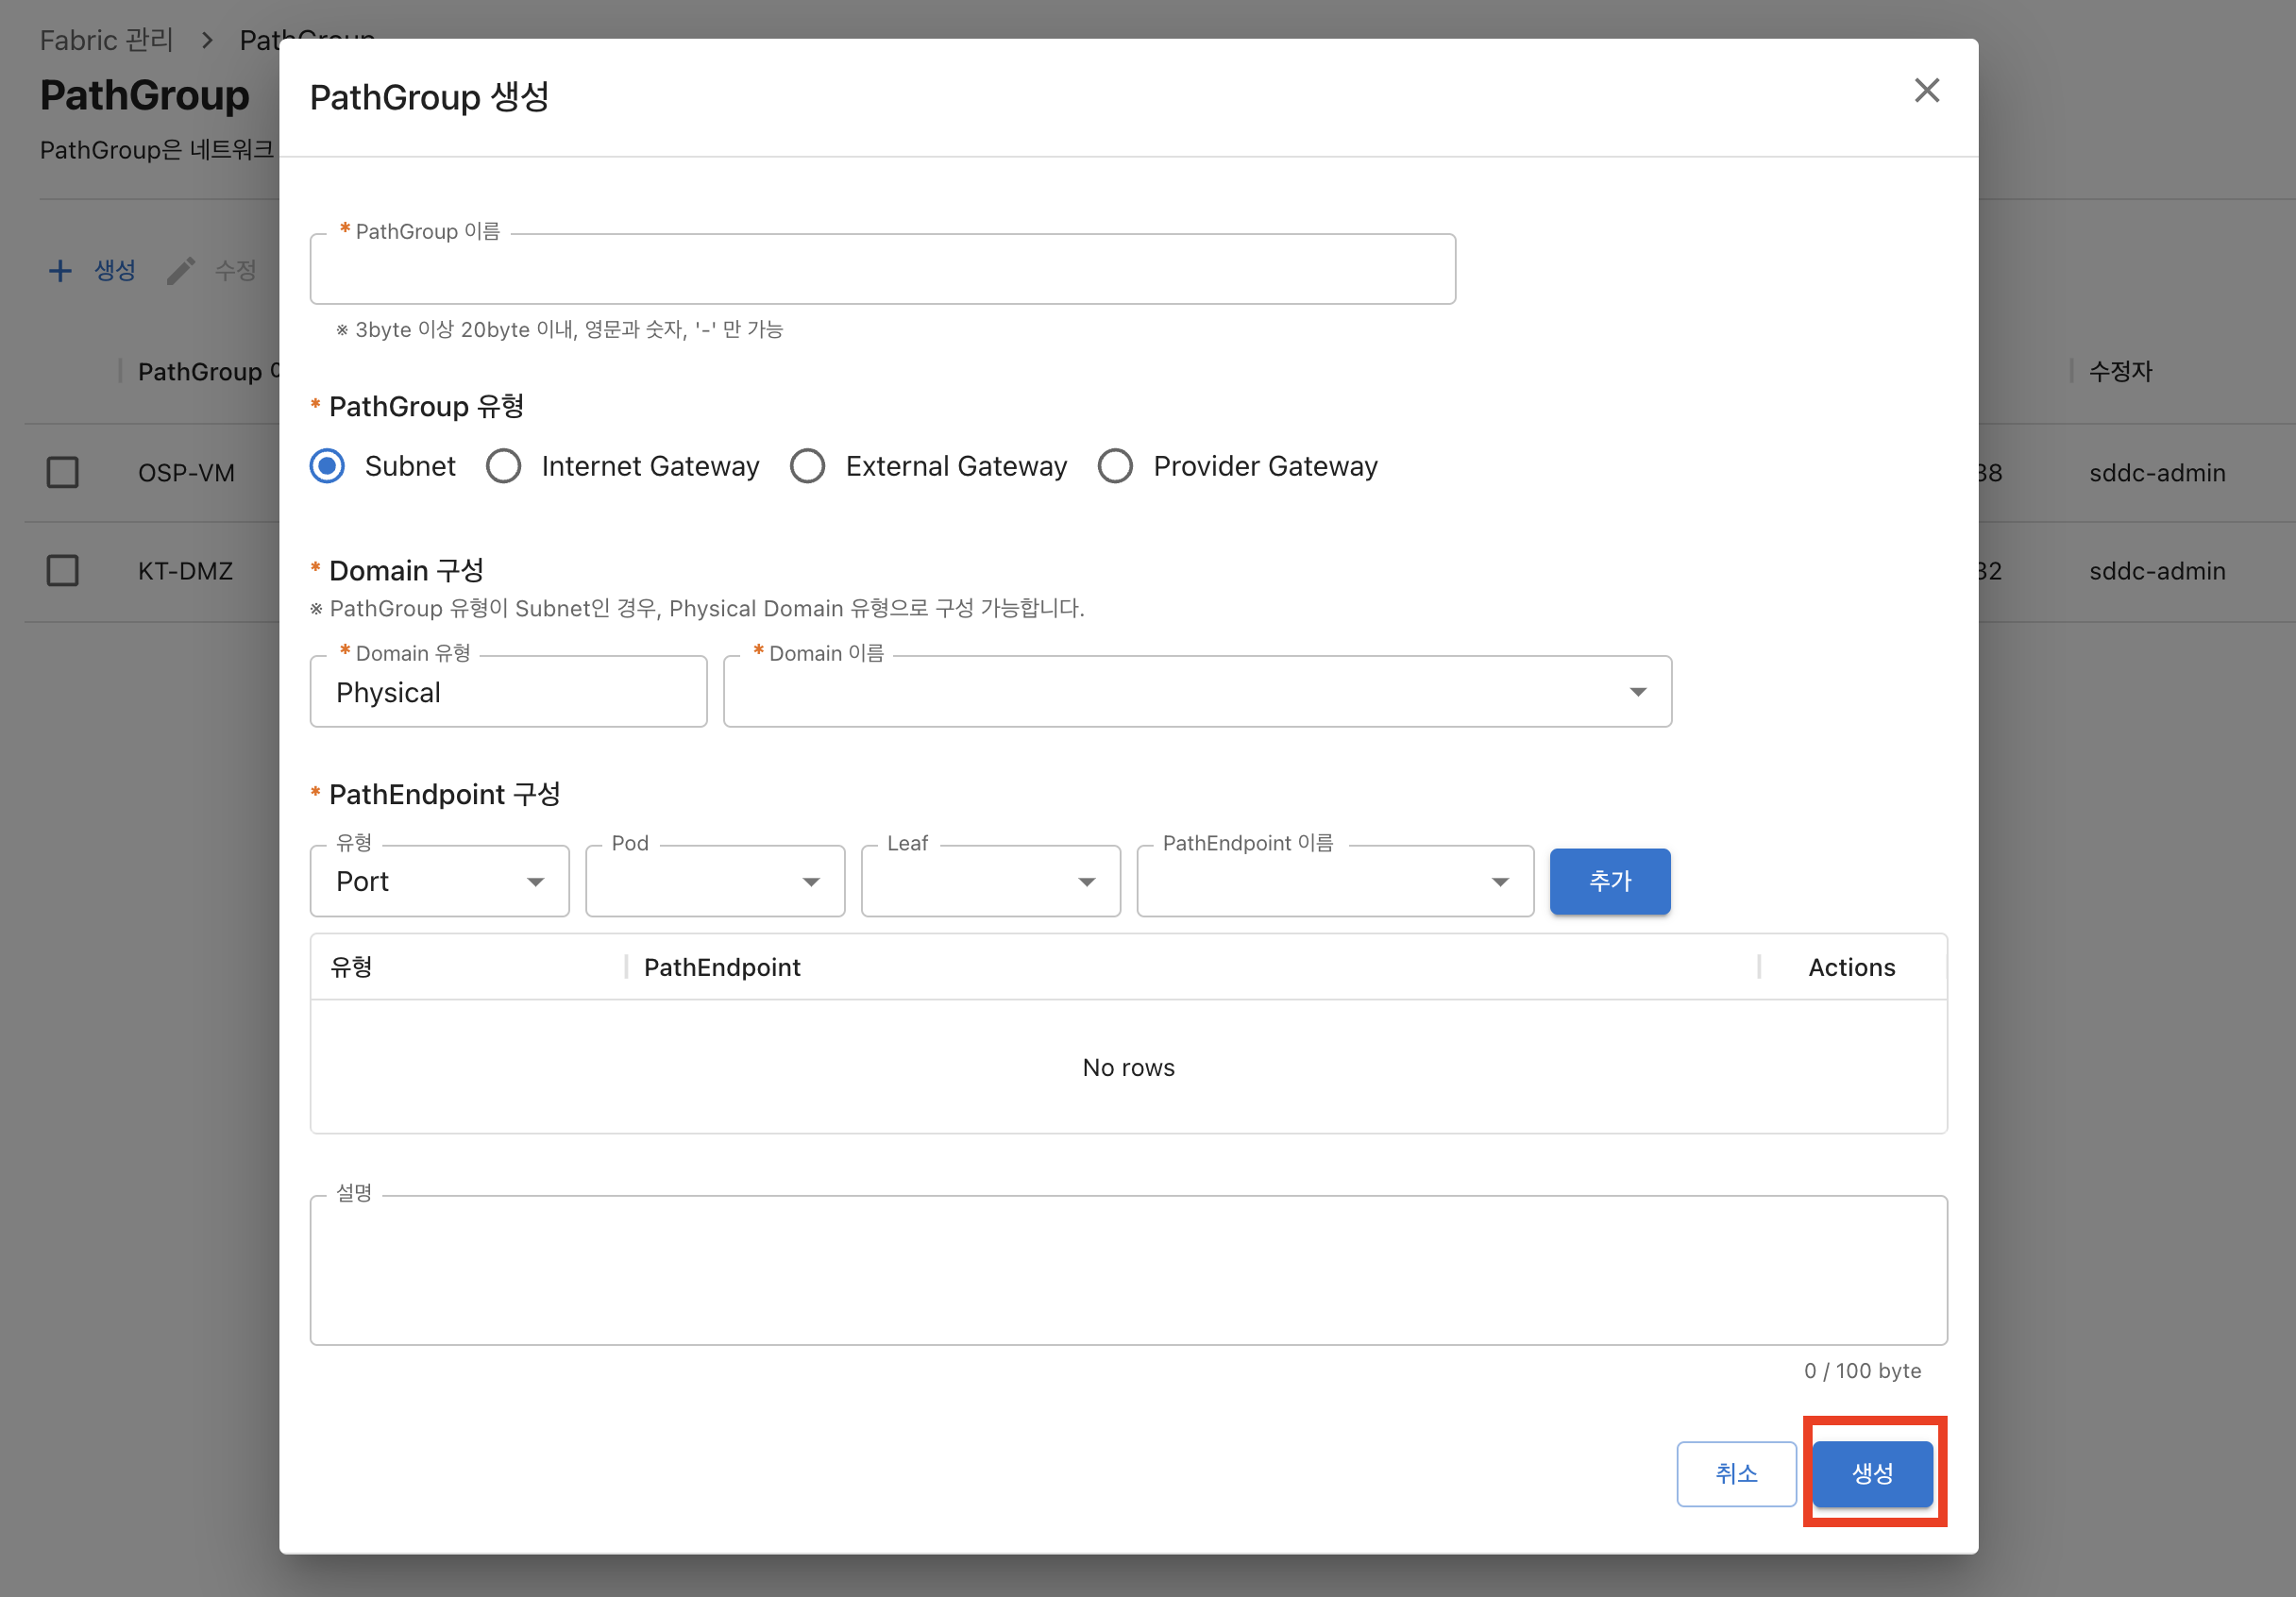 Fabric 관리 > PathGroup
PathGroup
PathGroup은 네트워크
+ 생성 수정
PathGroup 수정자
OSP-VM 38 sddc-admin
KT-DMZ 32 sddc-admin
PathGroup 생성
* PathGroup 이름
※ 3byte 이상 20byte 이내, 영문과 숫자, '-' 만 가능
* PathGroup 유형
Subnet Internet Gateway External Gateway Provider Gateway
* Domain 구성
※ PathGroup 유형이 Subnet인 경우, Physical Domain 유형으로 구성 가능합니다.
* Domain 유형 * Domain 이름
Physical
* PathEndpoint 구성
유형 Pod Leaf PathEndpoint 이름
Port 추가
유형 PathEndpoint Actions
No rows
설명
0 / 100 byte
취소 생성